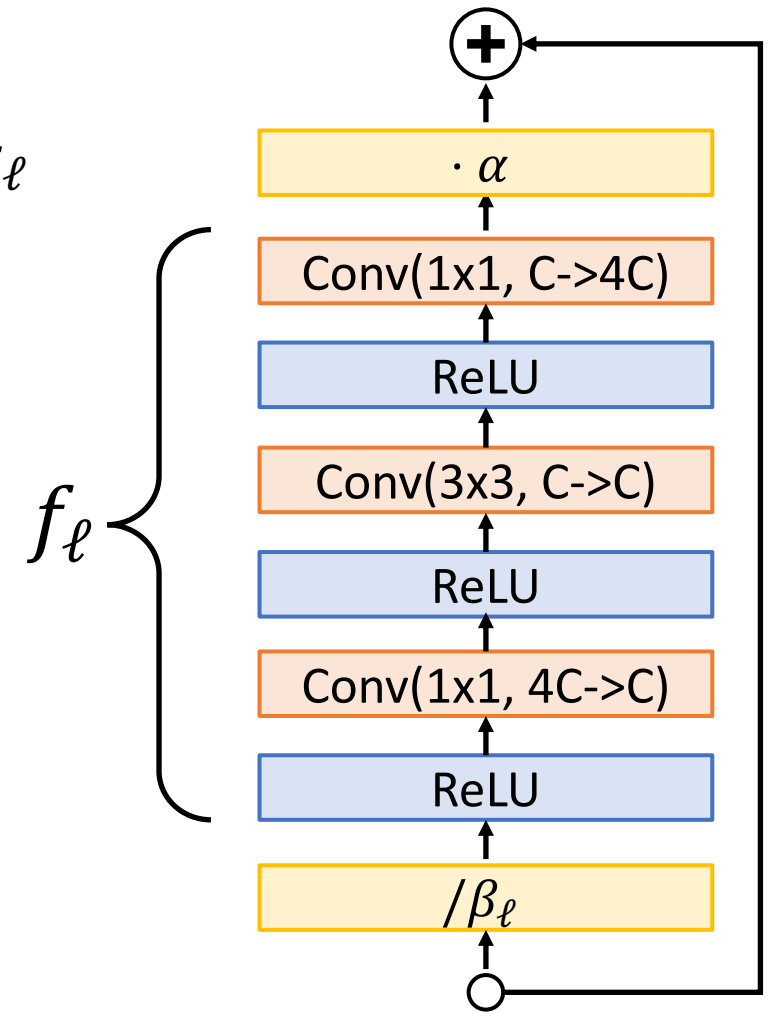 +
ℓ
· α
Conv(1x1, C->4C)
ReLU
Conv(3x3, C->C)
fℓ
ReLU
Conv(1x1, 4C->C)
ReLU
/βℓ